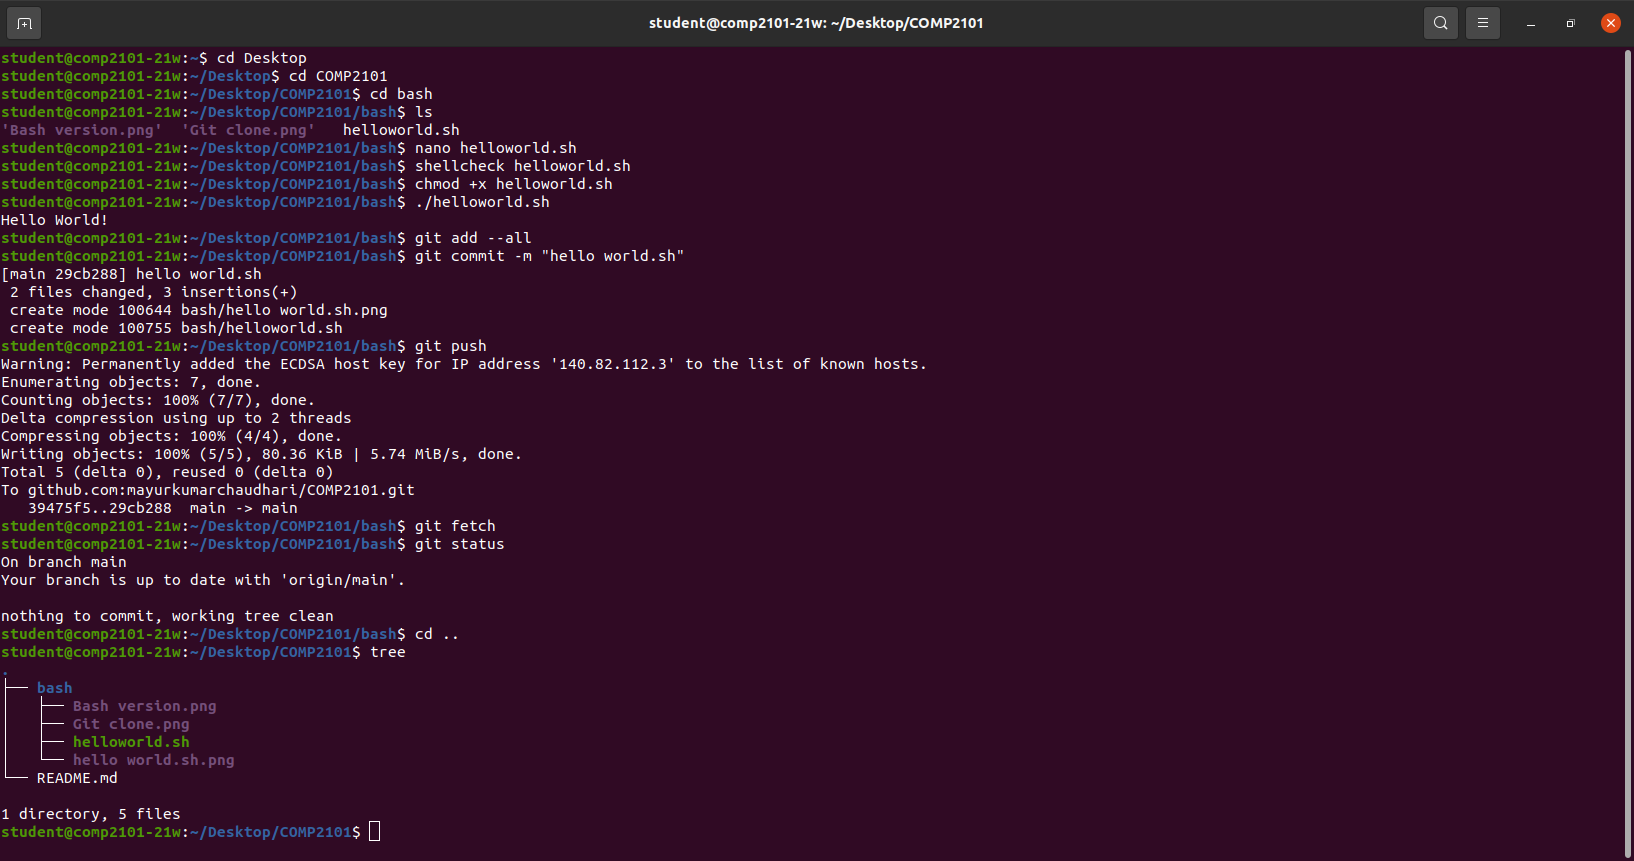 student@comp2101-21w: ~/Desktop/COMP2101
student@comp2101-21w:~$ cd Desktop
student@comp2101-21w:~/Desktop$ cd COMP2101
student@comp2101-21w:~/Desktop/COMP2101$ cd bash
student@comp2101-21w:~/Desktop/COMP2101/bash$ ls
'Bash version.png'  'Git clone.png'   helloworld.sh
student@comp2101-21w:~/Desktop/COMP2101/bash$ nano helloworld.sh
student@comp2101-21w:~/Desktop/COMP2101/bash$ shellcheck helloworld.sh
student@comp2101-21w:~/Desktop/COMP2101/bash$ chmod +x helloworld.sh
student@comp2101-21w:~/Desktop/COMP2101/bash$ ./helloworld.sh
Hello World!
student@comp2101-21w:~/Desktop/COMP2101/bash$ git add --all
student@comp2101-21w:~/Desktop/COMP2101/bash$ git commit -m "hello world.sh"
[main 29cb288] hello world.sh
 2 files changed, 3 insertions(+)
 create mode 100644 bash/hello world.sh.png
 create mode 100755 bash/helloworld.sh
student@comp2101-21w:~/Desktop/COMP2101/bash$ git push
Warning: Permanently added the ECDSA host key for IP address '140.82.112.3' to the list of known hosts.
Enumerating objects: 7, done.
Counting objects: 100% (7/7), done.
Delta compression using up to 2 threads
Compressing objects: 100% (4/4), done.
Writing objects: 100% (5/5), 80.36 KiB | 5.74 MiB/s, done.
Total 5 (delta 0), reused 0 (delta 0)
To github.com:mayurkumarchaudhari/COMP2101.git
   39475f5..29cb288  main -> main
student@comp2101-21w:~/Desktop/COMP2101/bash$ git fetch
student@comp2101-21w:~/Desktop/COMP2101/bash$ git status
On branch main
Your branch is up to date with 'origin/main'.

nothing to commit, working tree clean
student@comp2101-21w:~/Desktop/COMP2101/bash$ cd ..
student@comp2101-21w:~/Desktop/COMP2101$ tree
.
├── bash
│   ├── Bash version.png
│   ├── Git clone.png
│   ├── helloworld.sh
│   └── hello world.sh.png
└── README.md

1 directory, 5 files
student@comp2101-21w:~/Desktop/COMP2101$